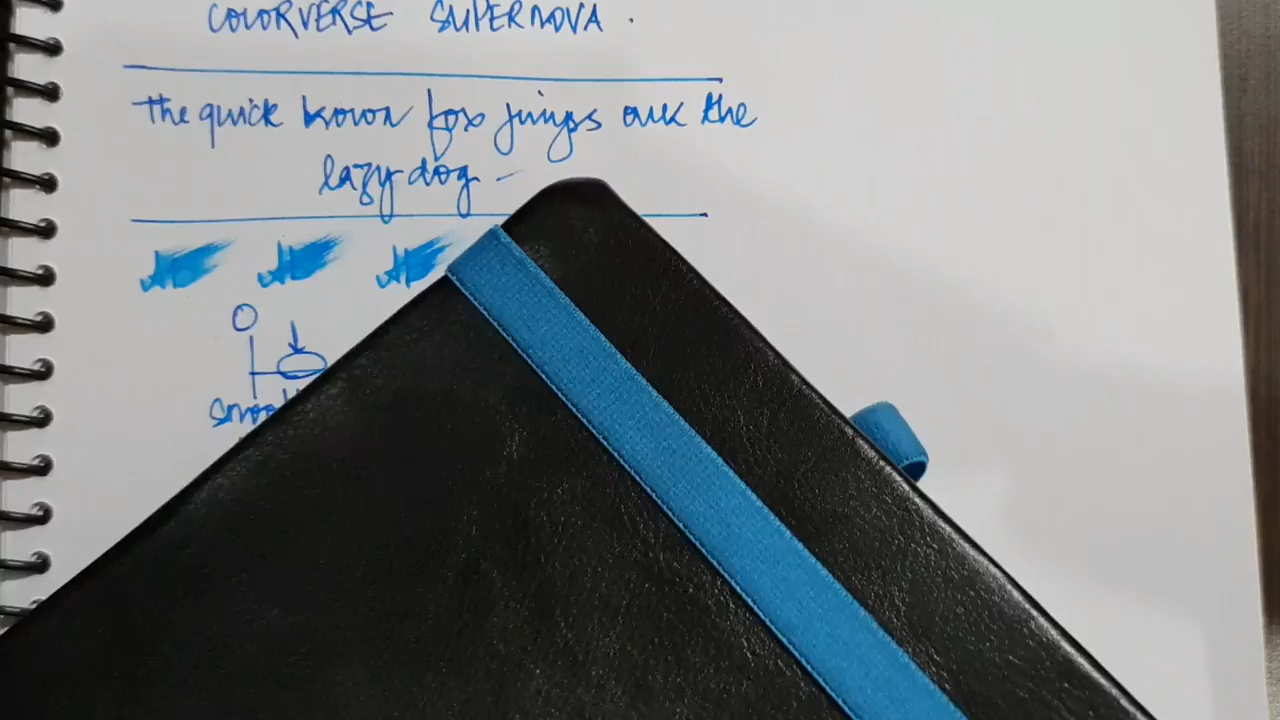 COLORVERSE SUPERNOVA.
The quick brown fox jumps over the
lazy dog -